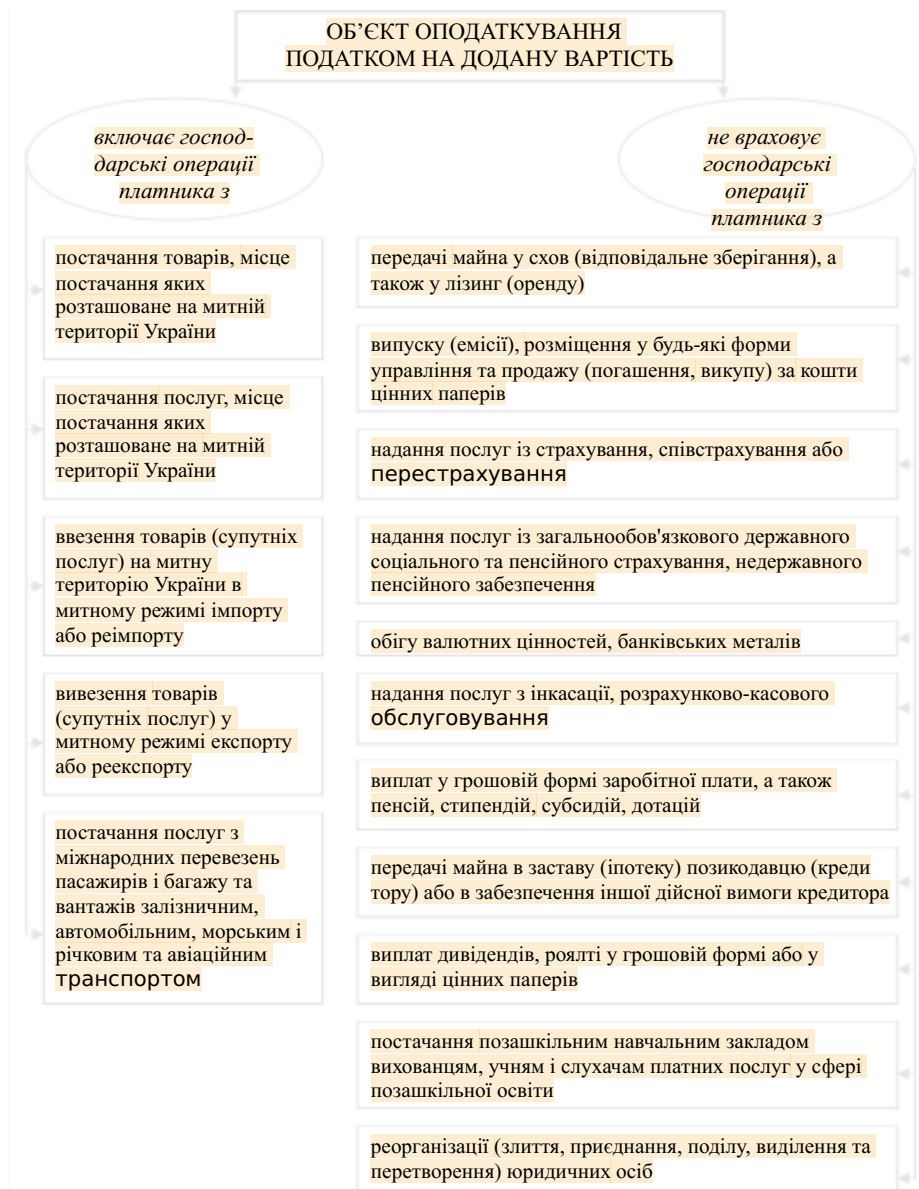 ОБ’ЄКТ ОПОДАТКУВАННЯ
ПОДАТКОМ НА ДОДАНУ ВАРТІСТЬ
включає господ-
дарські операції
платника з
не враховує
господарські
операції
платника з
постачання товарів, місце
постачання яких
розташоване на митній
території України
постачання послуг, місце
постачання яких
розташоване на митній
території України
ввезення товарів (супутніх
послуг) на митну
територію України в
митному режимі імпорту
або реімпорту
вивезення товарів
(супутніх послуг) у
митному режимі експорту
або реекспорту
постачання послуг з
міжнародних перевезень
пасажирів і багажу та
вантажів залізничним,
автомобільним, морським і
річковим та авіаційним
транспортом
передачі майна у схов (відповідальне зберігання), а
також у лізинг (оренду)
випуску (емісії), розміщення у будь-які форми
управління та продажу (погашення, викупу) за кошти
цінних паперів
надання послуг із страхування, співстрахування або
перестрахування
надання послуг із загальнообов'язкового державного
соціального та пенсійного страхування, недержавного
пенсійного забезпечення
обігу валютних цінностей, банківських металів
надання послуг з інкасації, розрахунково-касового
обслуговування
виплат у грошовій формі заробітної плати, а також
пенсій, стипендій, субсидій, дотацій
передачі майна в заставу (іпотеку) позикодавцю (креди
тору) або в забезпечення іншої дійсної вимоги кредитора
виплат дивідендів, роялті у грошовій формі або у
вигляді цінних паперів
постачання позашкільним навчальним закладом
вихованцям, учням і слухачам платних послуг у сфері
позашкільної освіти
реорганізації (злиття, приєднання, поділу, виділення та
перетворення) юридичних осіб